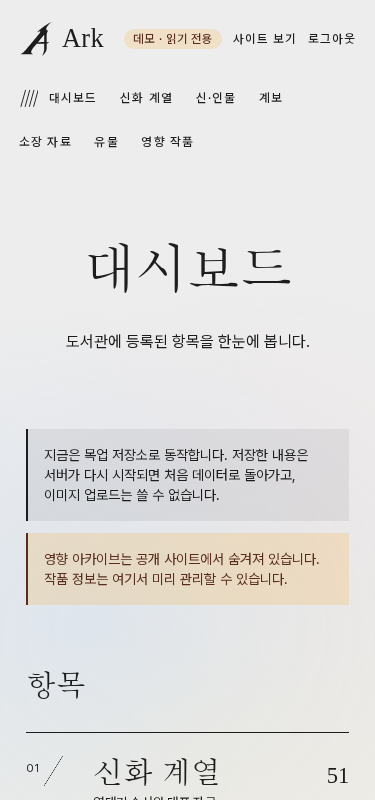 Ark 데모 · 읽기 전용 사이트 보기 로그아웃
대시보드 신화 계열 신·인물 계보
소장 자료 유물 영향 작품
대시보드
도서관에 등록된 항목을 한눈에 봅니다.
지금은 목업 저장소로 동작합니다. 저장한 내용은
서버가 다시 시작되면 처음 데이터로 돌아가고,
이미지 업로드는 쓸 수 없습니다.
영향 아카이브는 공개 사이트에서 숨겨져 있습니다.
작품 정보는 여기서 미리 관리할 수 있습니다.
항목
01 신화 계열 51